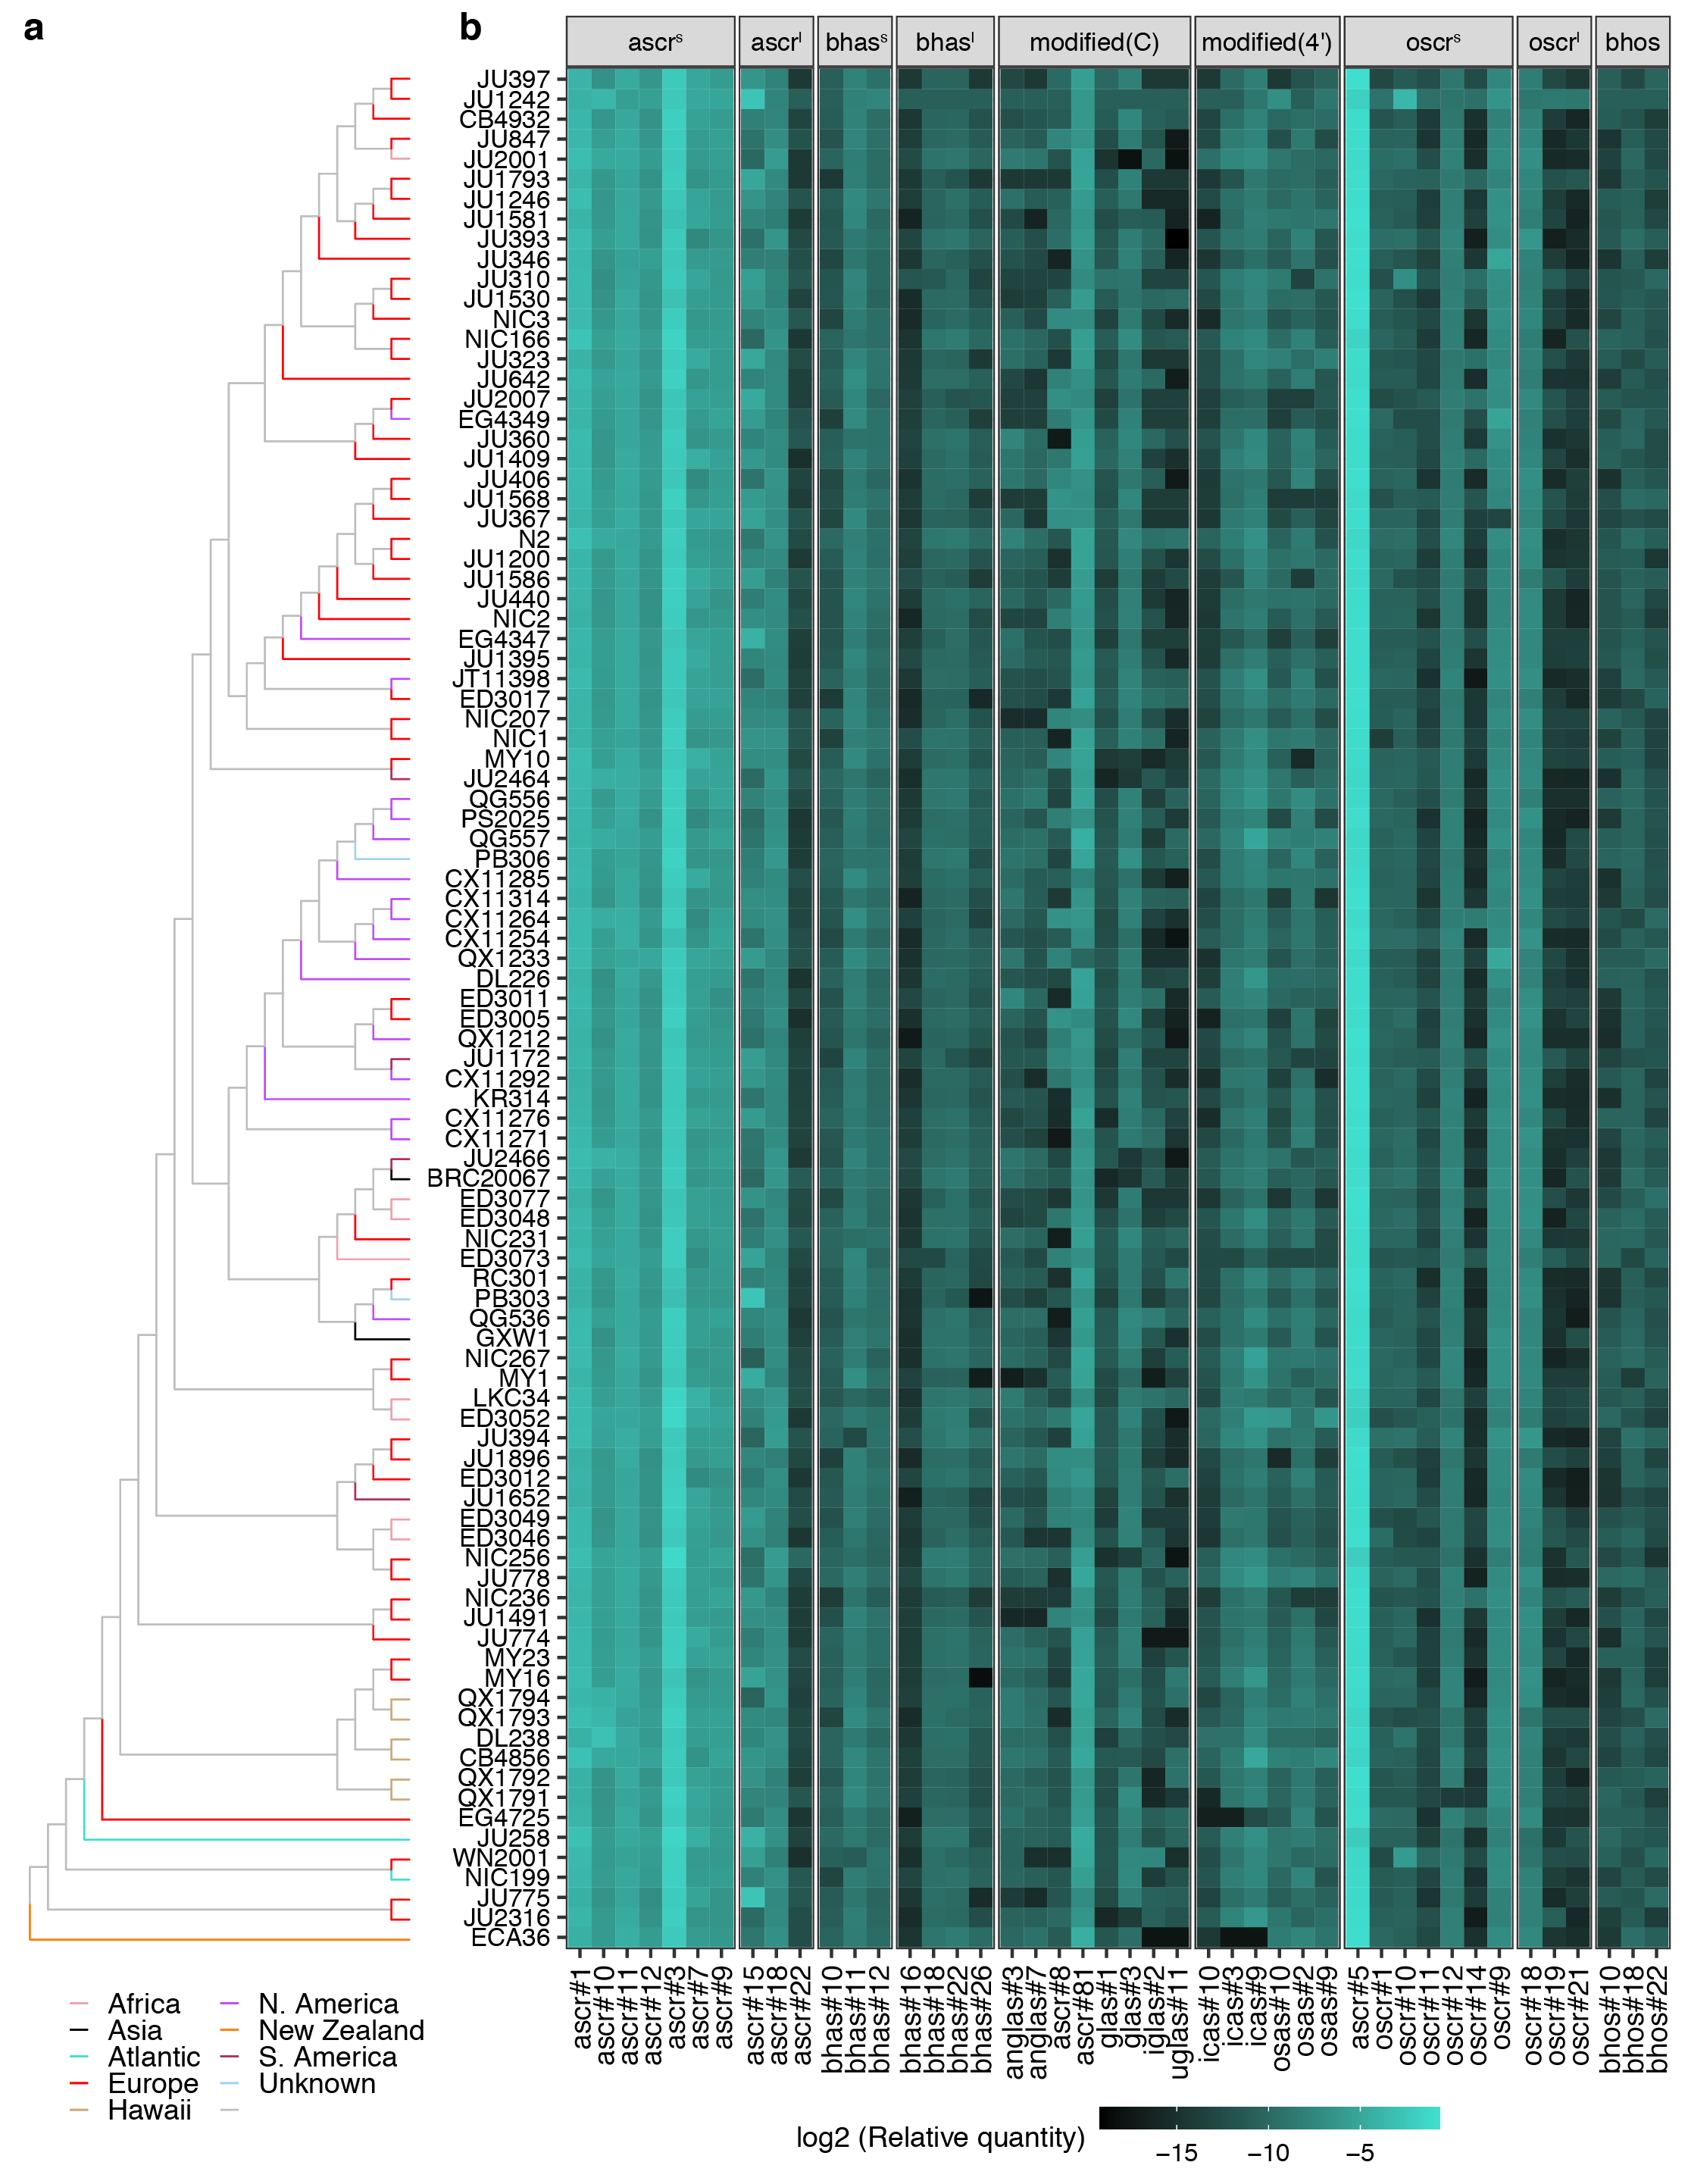 a
b
ascrˢ
ascrˡ
bhasˢ
bhasˡ
modified(C)
modified(4')
oscrˢ
oscrˡ
bhos
JU397
JU1242
CB4932
JU847
JU2001
JU1793
JU1246
JU1581
JU393
JU346
JU310
JU1530
NIC3
NIC166
JU323
JU642
JU2007
EG4349
JU360
JU1409
JU406
JU1568
JU367
N2
JU1200
JU1586
JU440
NIC2
EG4347
JU1395
JT11398
ED3017
NIC207
NIC1
MY10
JU2464
QG556
PS2025
QG557
PB306
CX11285
CX11314
CX11264
CX11254
QX1233
DL226
ED3011
ED3005
QX1212
JU1172
CX11292
KR314
CX11276
CX11271
JU2466
BRC20067
ED3077
ED3048
NIC231
ED3073
RC301
PB303
QG536
GXW1
NIC267
MY1
LKC34
ED3052
JU394
JU1896
ED3012
JU1652
ED3049
ED3046
NIC256
JU778
NIC236
JU1491
JU774
MY23
MY16
QX1794
QX1793
DL238
CB4856
QX1792
QX1791
EG4725
JU258
WN2001
NIC199
JU775
JU2316
ECA36
ascr#1
ascr#10
ascr#11
ascr#12
ascr#3
ascr#7
ascr#9
ascr#15
ascr#18
ascr#22
bhas#10
bhas#11
bhas#12
bhas#16
bhas#18
bhas#22
bhas#26
anglas#3
anglas#7
ascr#8
ascr#81
glas#1
glas#3
iglas#2
uglas#11
icas#10
icas#3
icas#9
osas#10
osas#2
osas#9
ascr#5
oscr#1
oscr#10
oscr#11
oscr#12
oscr#14
oscr#9
oscr#18
oscr#19
oscr#21
bhos#10
bhos#18
bhos#22
Africa
Asia
Atlantic
Europe
Hawaii
N. America
New Zealand
S. America
Unknown
log2 (Relative quantity)
−15
−10
−5